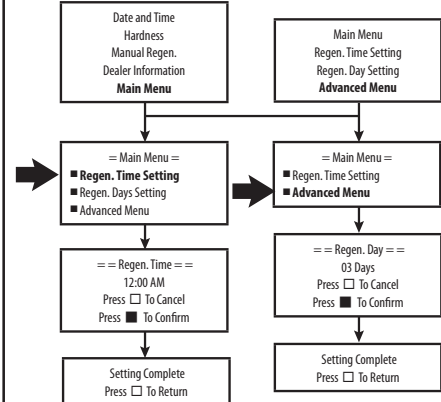 Date and Time
Hardness
Manual Regen.
Dealer Information
Main Menu
Main Menu
Regen. Time Setting
Regen. Day Setting
Advanced Menu
= Main Menu =
■ Regen. Time Setting
■ Regen. Days Setting
■ Advanced Menu
= Main Menu =
■ Regen. Time Setting
■ Advanced Menu
= = Regen. Time = =
12:00 AM
Press □ To Cancel
Press ■ To Confirm
= = Regen. Day = =
03 Days
Press □ To Cancel
Press ■ To Confirm
Setting Complete
Press □ To Return
Setting Complete
Press □ To Return